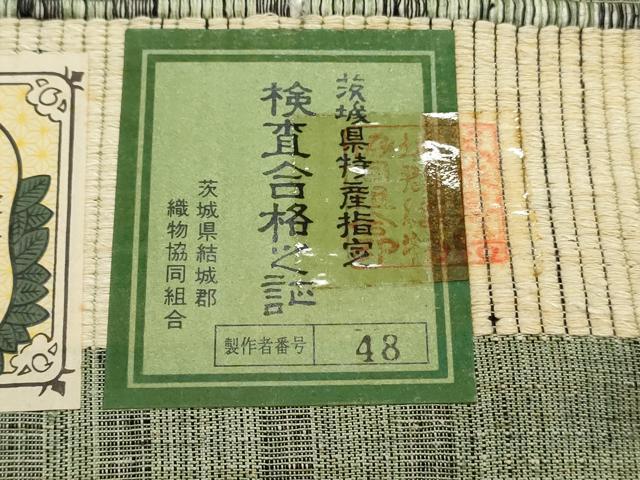 茨城県特産指定
検査合格之証
茨城県結城郡
織物協同組合
製作者番号 48